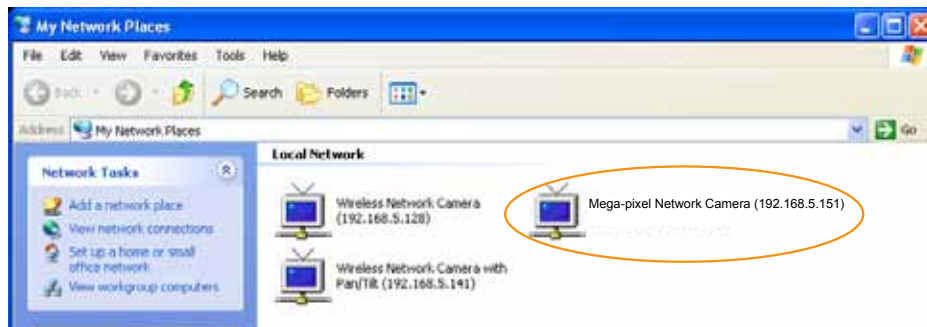 My Network Places
File Edit View Favorites Tools Help
Back Search Folders
Address My Network Places Go
Local Network
Network Tasks
Add a network place
View network connections
Set up a home or small
office network
View workgroup computers
Wireless Network Camera
(192.168.5.128)
Mega-pixel Network Camera (192.168.5.151)
Wireless Network Camera with
Pan/Tilt (192.168.5.141)